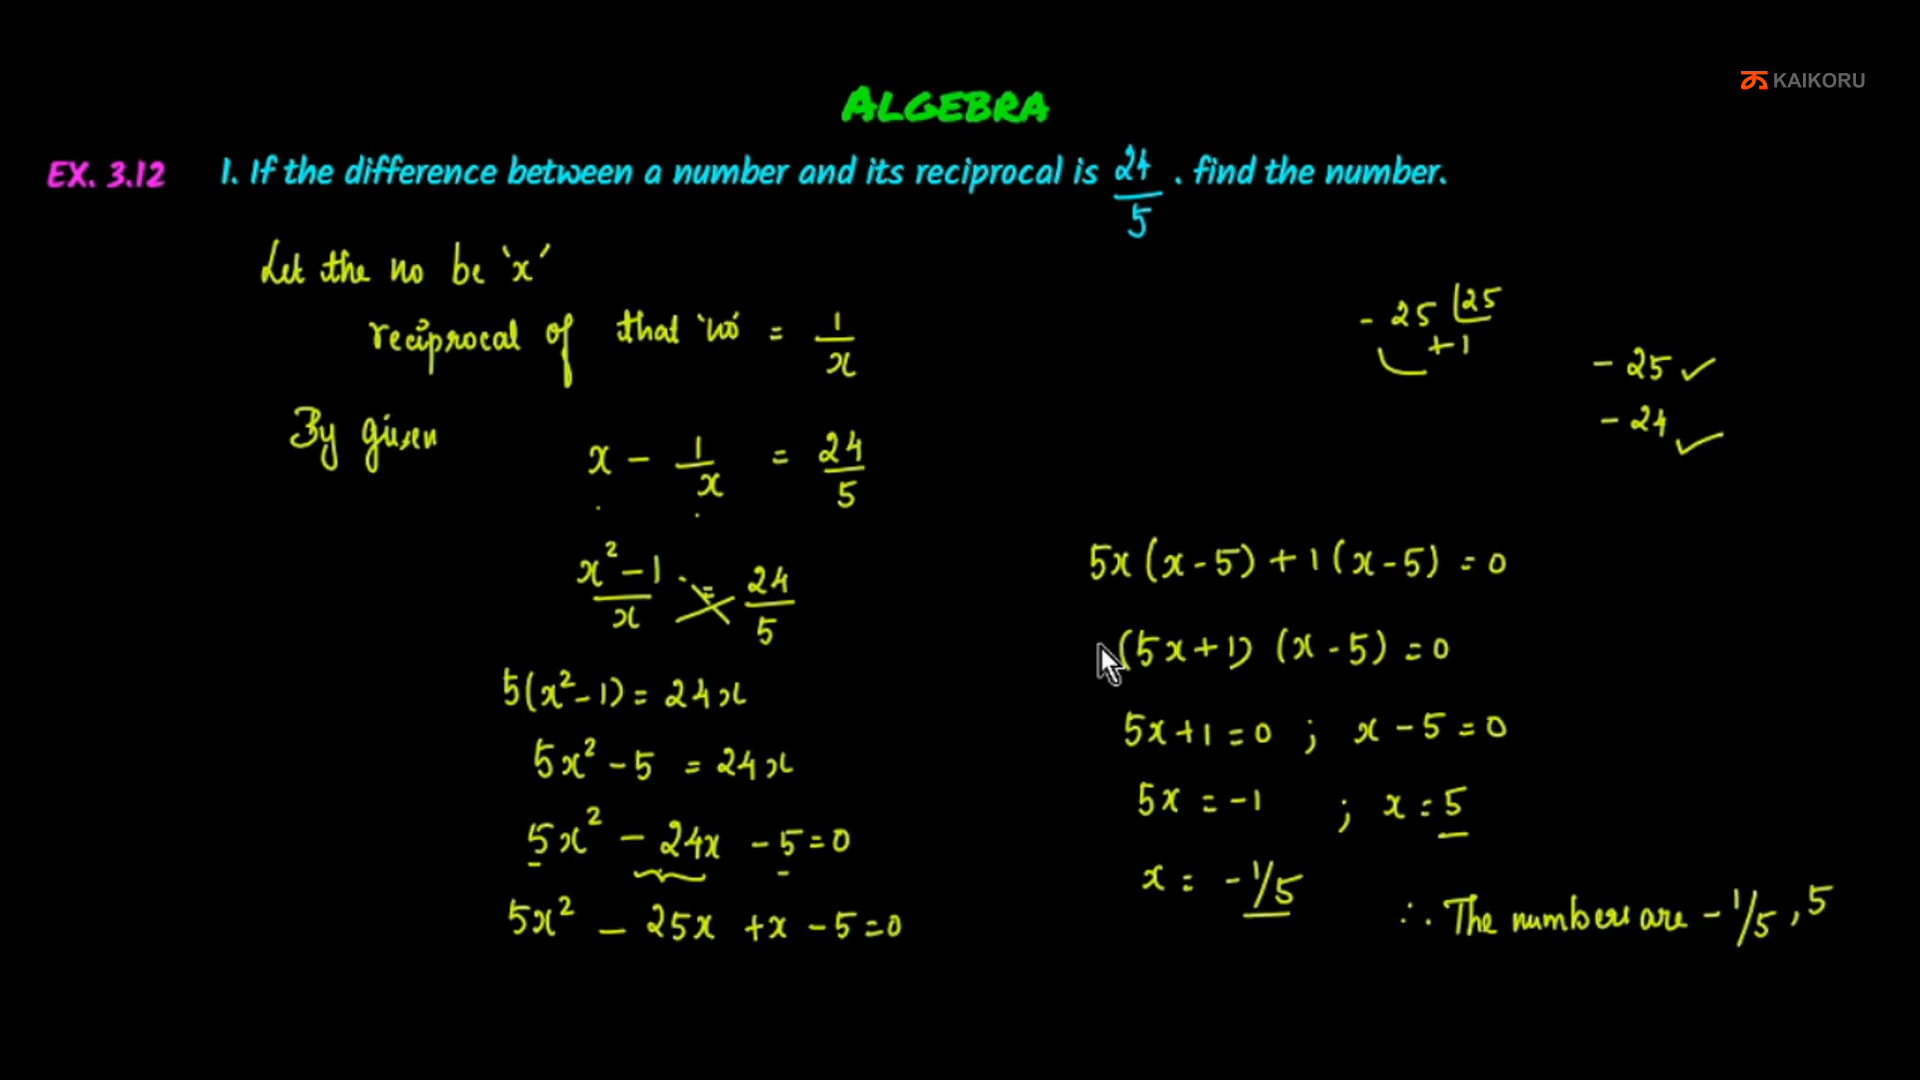 KAIKORU
ALGEBRA
EX. 3.12 1. If the difference between a number and its reciprocal is 24/5 . find the number.
Let the no be 'x'
reciprocal of that 'no' = 1/x
By given
x - 1/x = 24/5
x² - 1/x = 24/5
5(x² - 1) = 24x
5x² - 5 = 24x
5x² - 24x - 5 = 0
5x² - 25x + x - 5 = 0
- 25 | 25
+1
- 25 ✓
- 24 ✓
5x (x - 5) + 1 (x - 5) = 0
(5x + 1) (x - 5) = 0
5x + 1 = 0 ; x - 5 = 0
5x = -1 ; x = 5
x = - 1/5
∴ The numbers are - 1/5 , 5